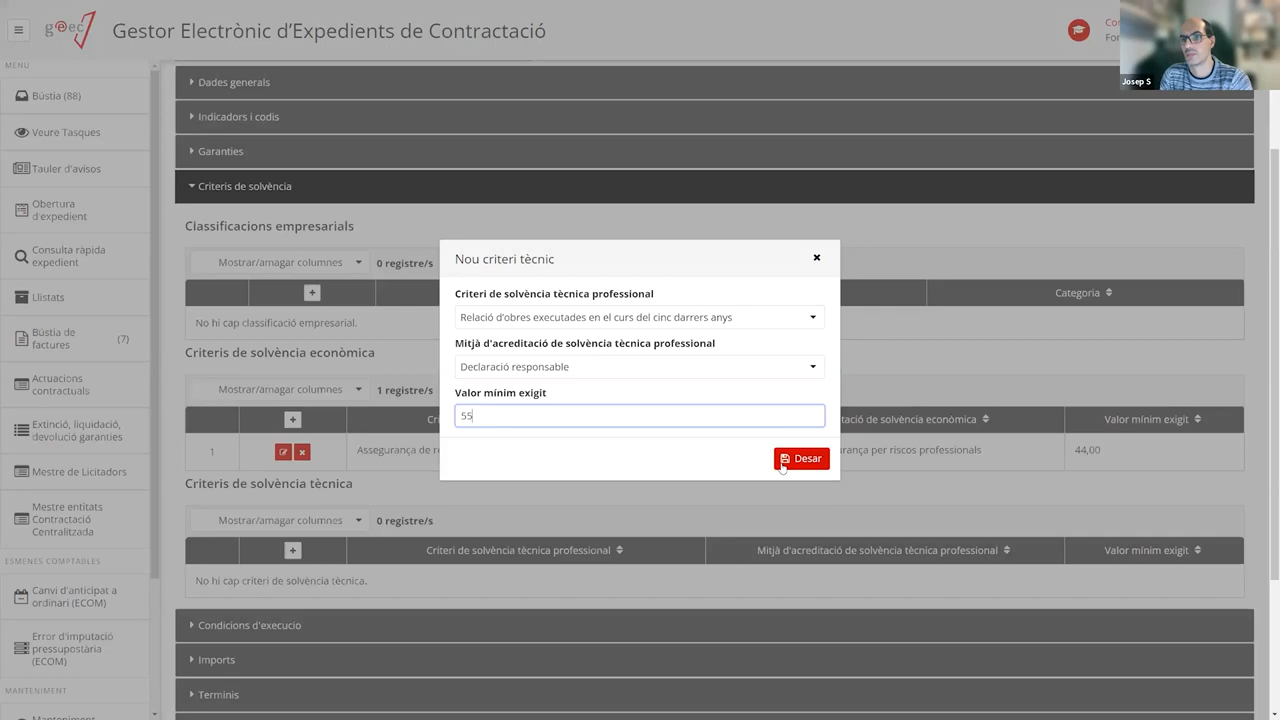 geec
Gestor Electrònic d'Expedients de Contractació
Josep S
MENÚ
Bústia (88)
Veure Tasques
Tauler d'avisos
Obertura
d'expedient
Consulta ràpida
expedient
Llistats
Bústia de
factures
(7)
Actuacions
contractuals
Extinció, liquidació,
devolució garanties
Mestre de Licitadors
Mestre entitats
Contractació
Centralitzada
ESMENES COMPTABLES
Canvi d'anticipat a
ordinari (ECOM)
Error d'imputació
pressupostària
(ECOM)
MANTENIMENT
Manteniment
Dades generals
Indicadors i codis
Garanties
Criteris de solvència
Classificacions empresarials
Mostrar/amagar columnes
0 registre/s
Categoria
No hi cap classificació empresarial.
Criteris de solvència econòmica
Mostrar/amagar columnes
1 registre/s
acreditació de solvència econòmica
Valor mínim exigit
1
Assegurança de
per riscos professionals
44,00
Criteris de solvència tècnica
Mostrar/amagar columnes
0 registre/s
Criteri de solvència tècnica professional
Mitjà d'acreditació de solvència tècnica professional
Valor mínim exigit
No hi cap criteri de solvència tècnica.
Condicions d'execucio
Imports
Terminis
Nou criteri tècnic
Criteri de solvència tècnica professional
Relació d'obres executades en el curs del cinc darrers anys
Mitjà d'acreditació de solvència tècnica professional
Declaració responsable
Valor mínim exigit
55
Desar